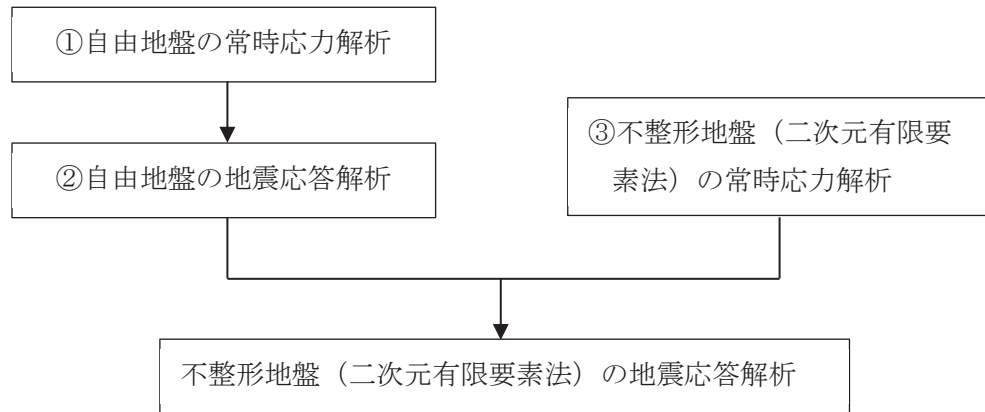 ①自由地盤の常時応力解析
②自由地盤の地震応答解析
③不整形地盤（二次元有限要
素法）の常時応力解析
不整形地盤（二次元有限要素法）の地震応答解析